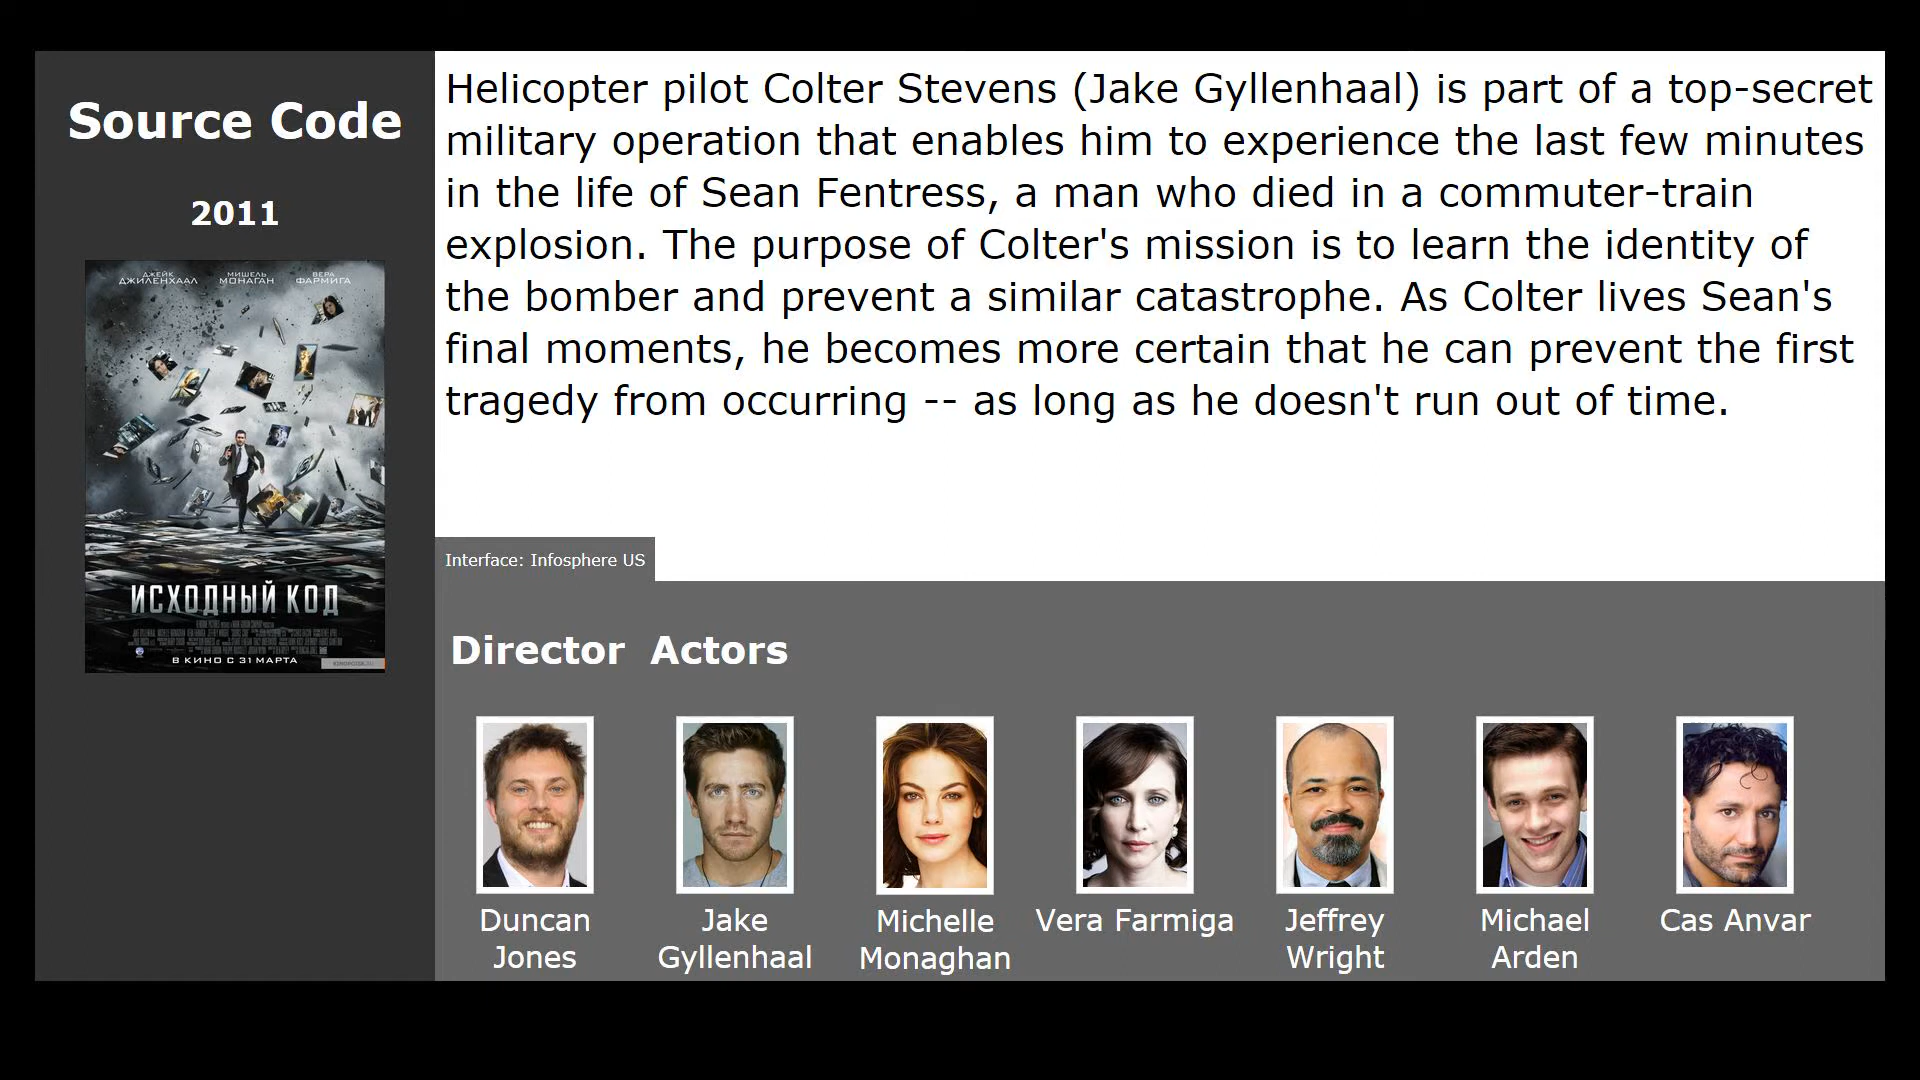 Source Code
2011
ДЖЕЙК МИШЕЛЬ ВЕРА
ДЖИЛЕНХААЛ МОНАГАН ФАРМИГА
ИСХОДНЫЙ КОД
В КИНО С 31 МАРТА
Helicopter pilot Colter Stevens (Jake Gyllenhaal) is part of a top-secret
military operation that enables him to experience the last few minutes
in the life of Sean Fentress, a man who died in a commuter-train
explosion. The purpose of Colter's mission is to learn the identity of
the bomber and prevent a similar catastrophe. As Colter lives Sean's
final moments, he becomes more certain that he can prevent the first
tragedy from occurring -- as long as he doesn't run out of time.
Interface: Infosphere US
Director Actors
Duncan Jake Michelle Vera Farmiga Jeffrey Michael Cas Anvar
Jones Gyllenhaal Monaghan Wright Arden